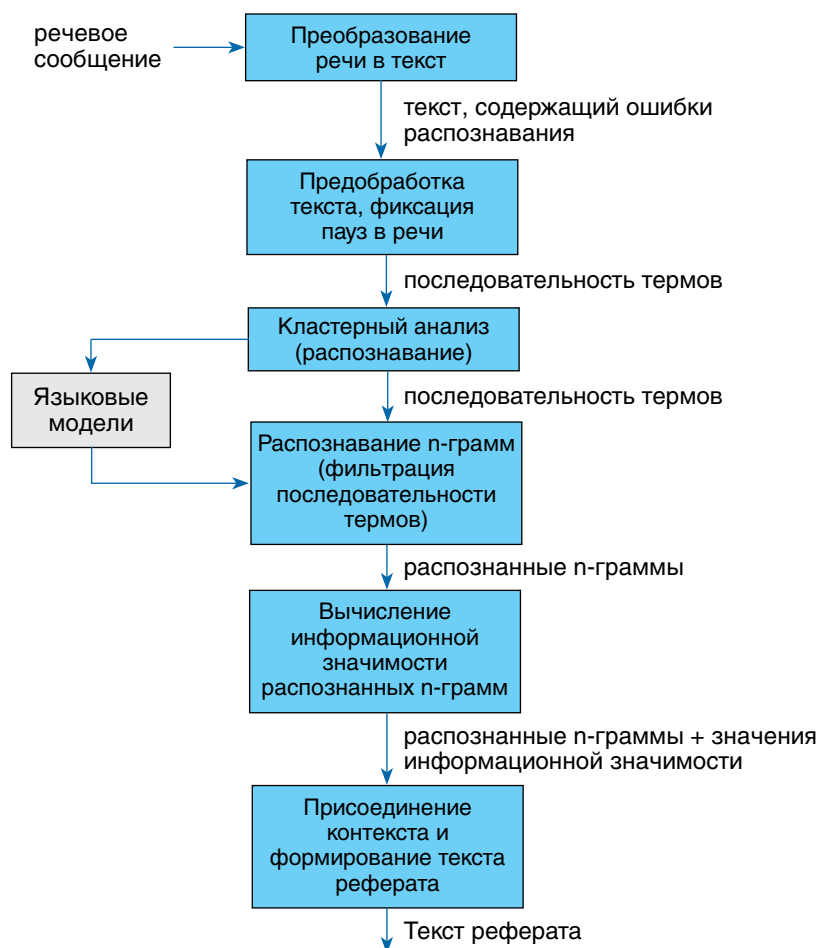 речевое
сообщение
Преобразование
речи в текст
текст, содержащий ошибки
распознавания
Предобработка
текста, фиксация
пауз в речи
последовательность термов
Кластерный анализ
(распознавание)
последовательность термов
Языковые
модели
Распознавание n-грамм
(фильтрация
последовательности
термов)
распознанные n-граммы
Вычисление
информационной
значимости
распознанных n-грамм
распознанные n-граммы + значения
информационной значимости
Присоединение
контекста и
формирование текста
реферата
Текст реферата